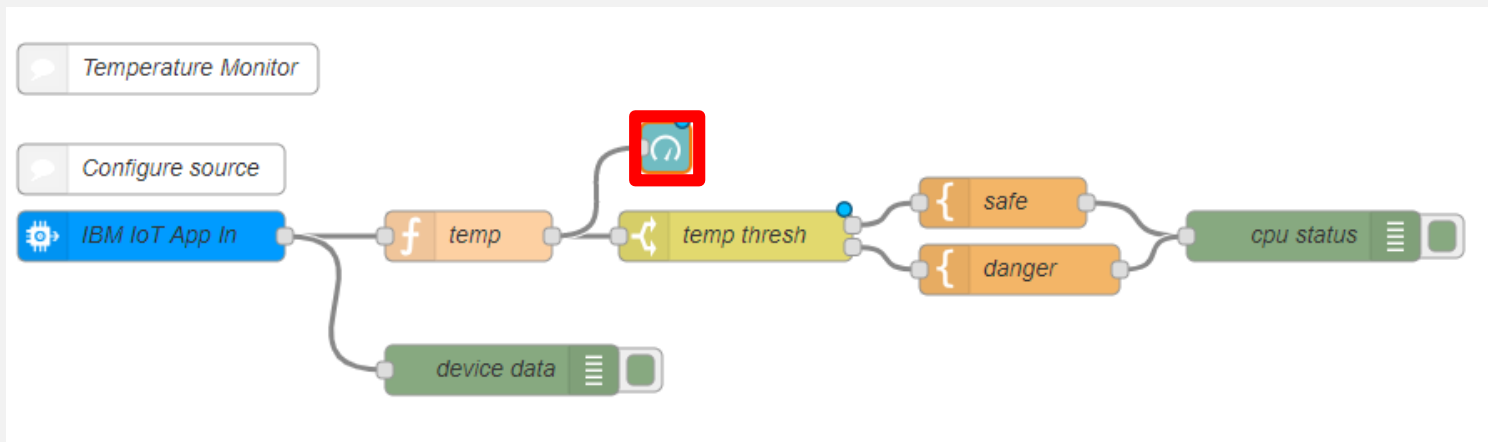 Temperature Monitor
Configure source
IBM IoT App In
temp
temp thresh
safe
danger
cpu status
device data